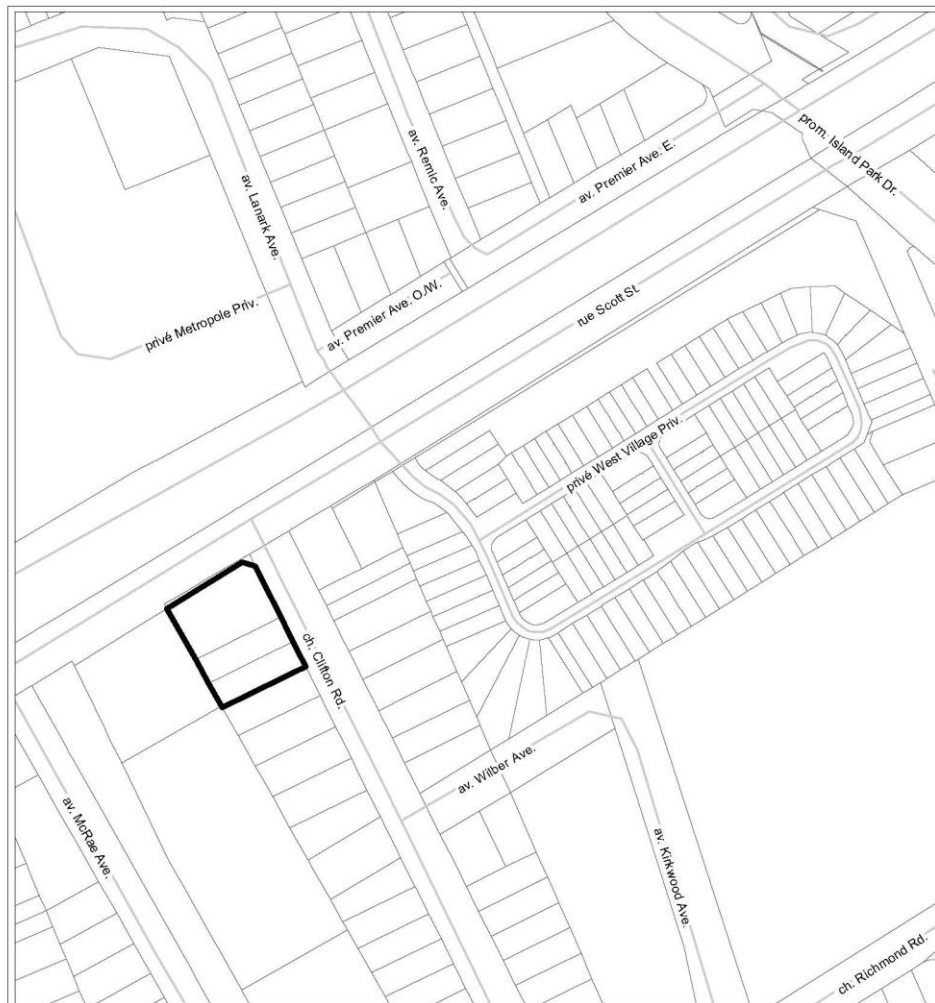 prom. Island Park Dr.
av. Remic Ave.
av. Premier Ave. E.
av. Lanark Ave.
privé Metropole Priv.
av. Premier Ave. O./W.
rue Scott St.
privé West Village Priv.
ch. Clifton Rd.
av. Wilber Ave.
av. McRae Ave.
av. Kirkwood Ave.
ch. Richmond Rd.